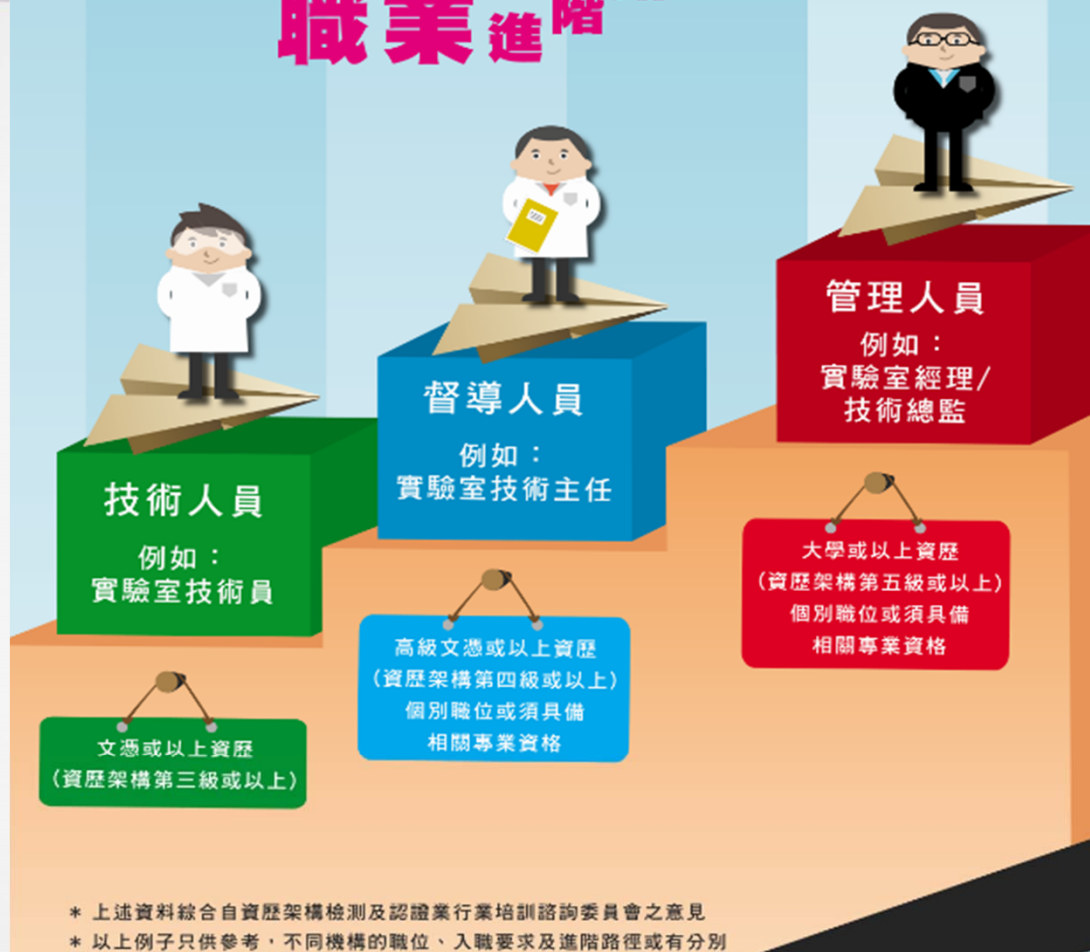 職業進階
管理人員
例如：
實驗室經理/
技術總監
督導人員
例如：
實驗室技術主任
技術人員
例如：
實驗室技術員
大學或以上資歷
（資歷架構第五級或以上）
個別職位或須具備
相關專業資格
高級文憑或以上資歷
（資歷架構第四級或以上）
個別職位或須具備
相關專業資格
文憑或以上資歷
（資歷架構第三級或以上）
* 上述資料綜合自資歷架構檢測及認證業行業培訓諮詢委員會之意見
* 以上例子只供參考，不同機構的職位、入職要求及進階路徑或有分別